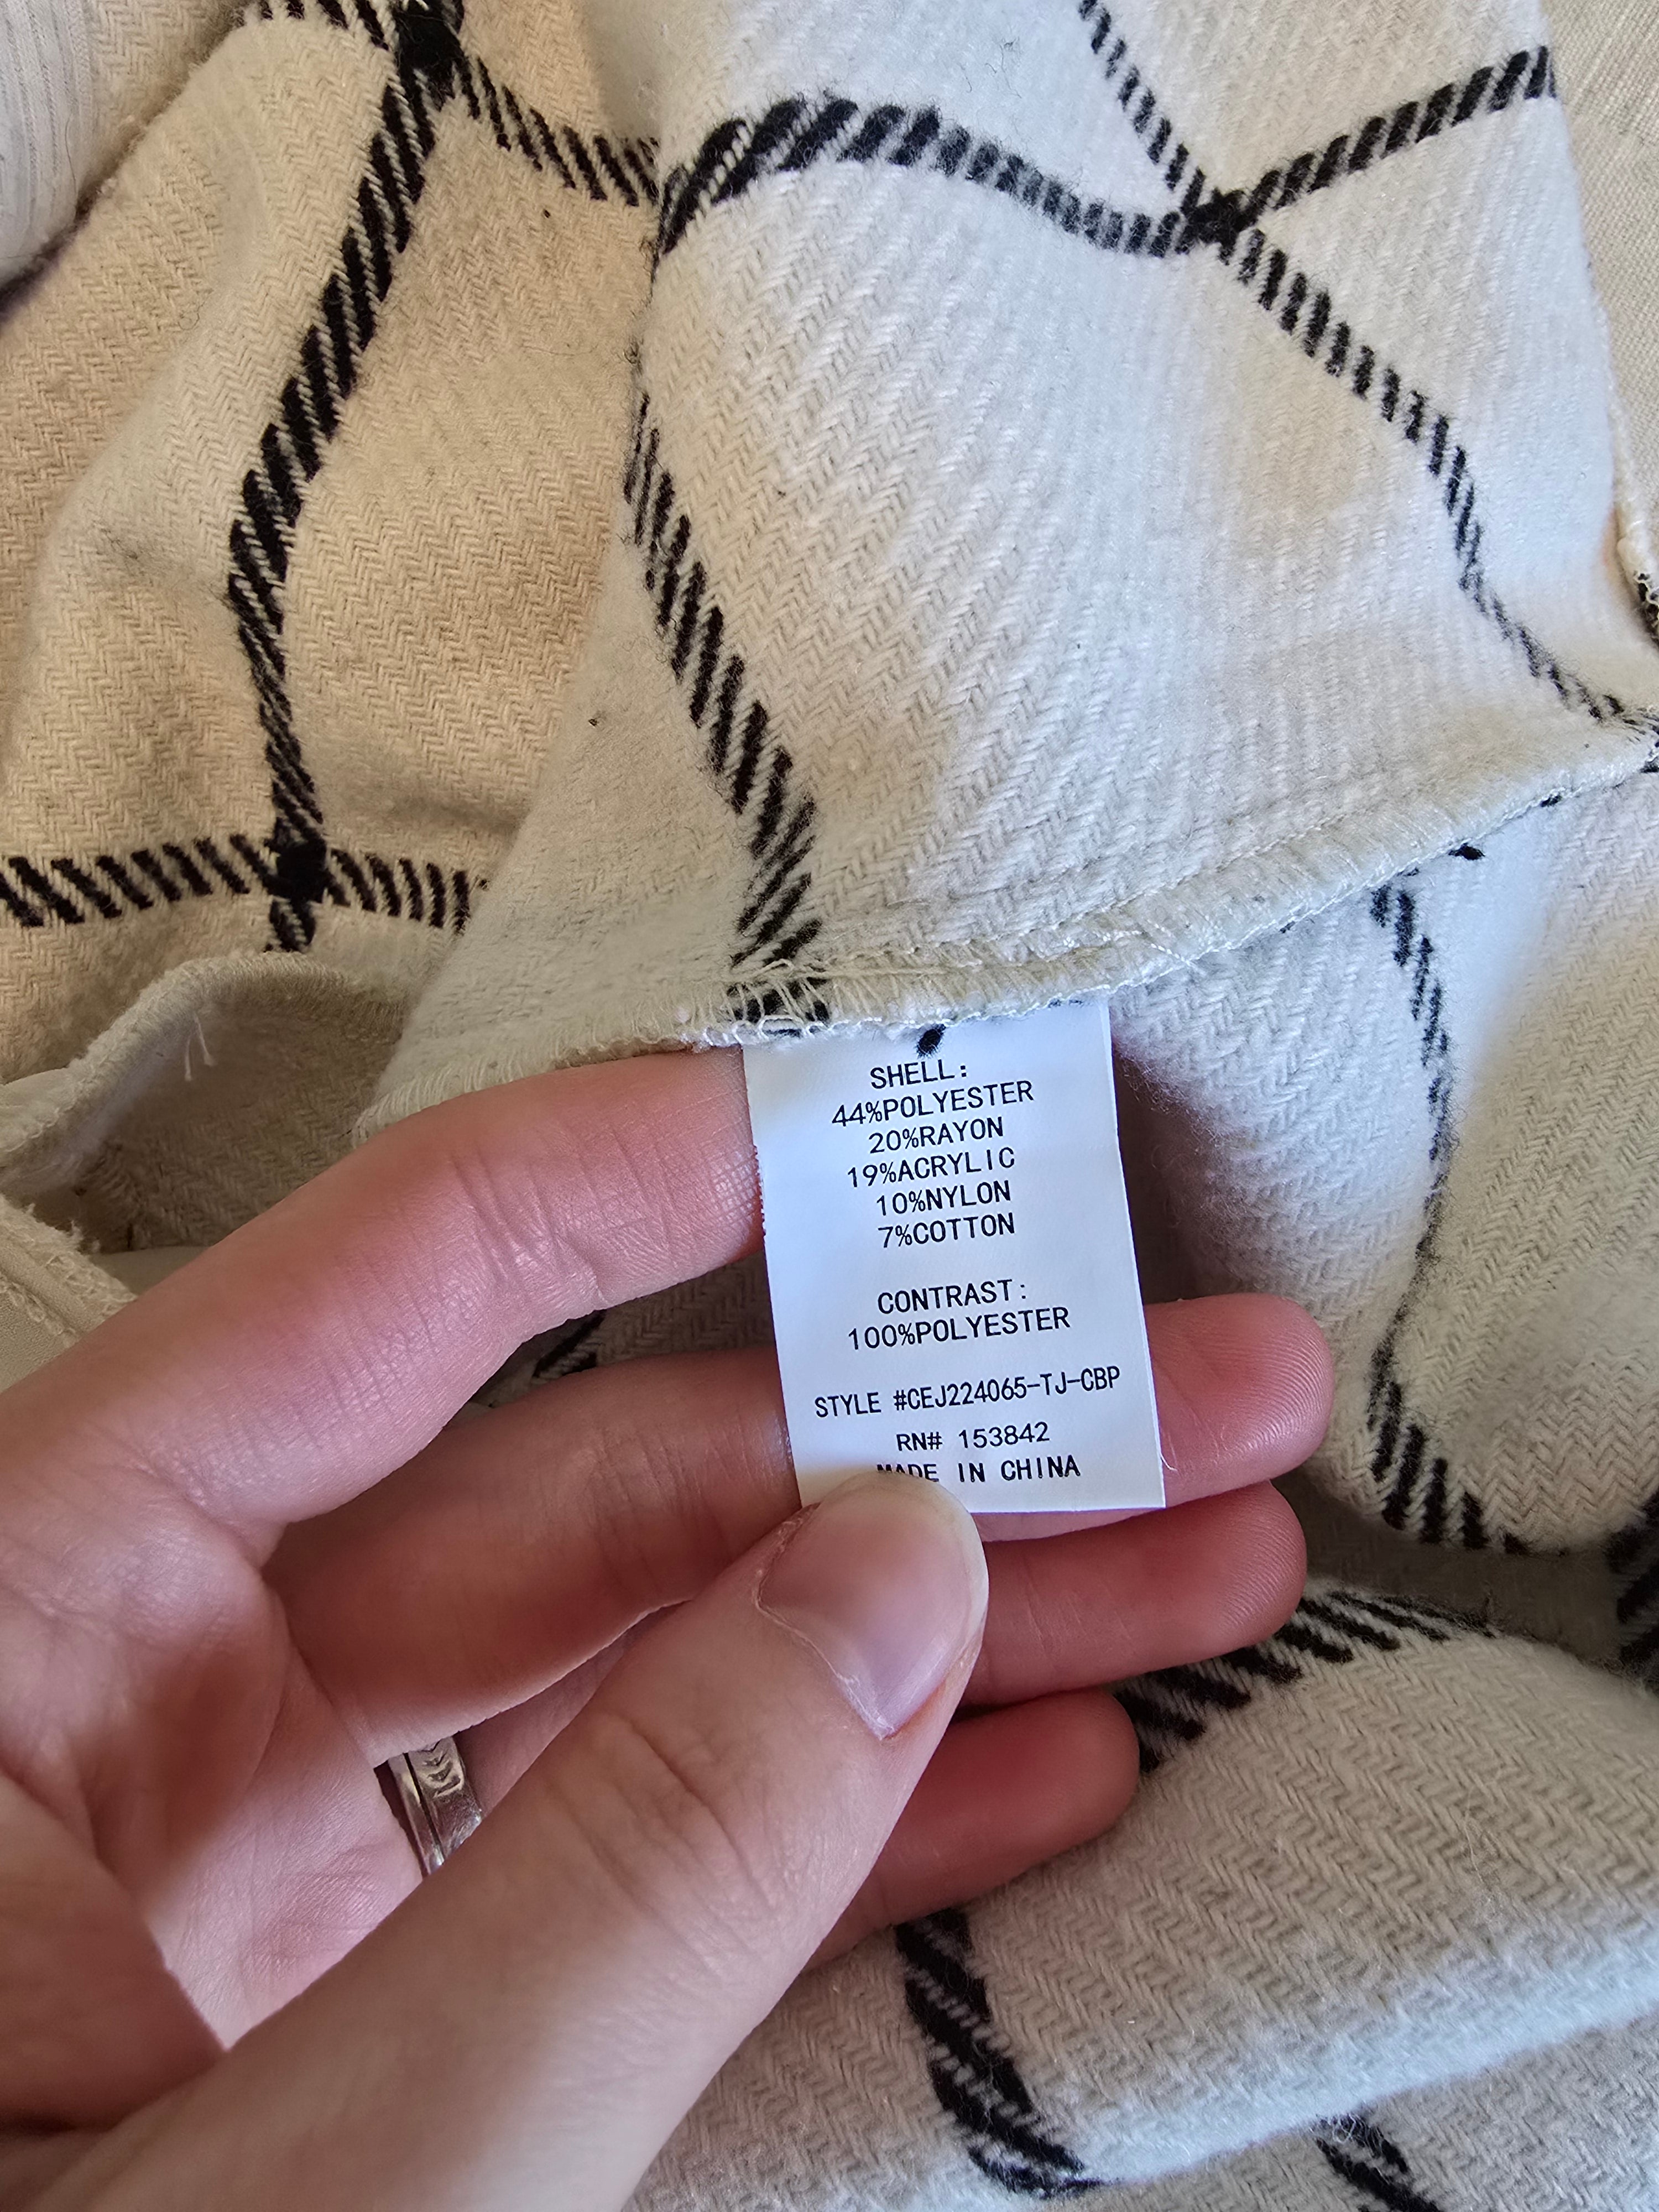 SHELL:
44%POLYESTER
20%RAYON
19%ACRYLIC
10%NYLON
7%COTTON
CONTRAST:
100%POLYESTER
STYLE #CEJ224065-TJ-CBP
RN# 153842
MADE IN CHINA